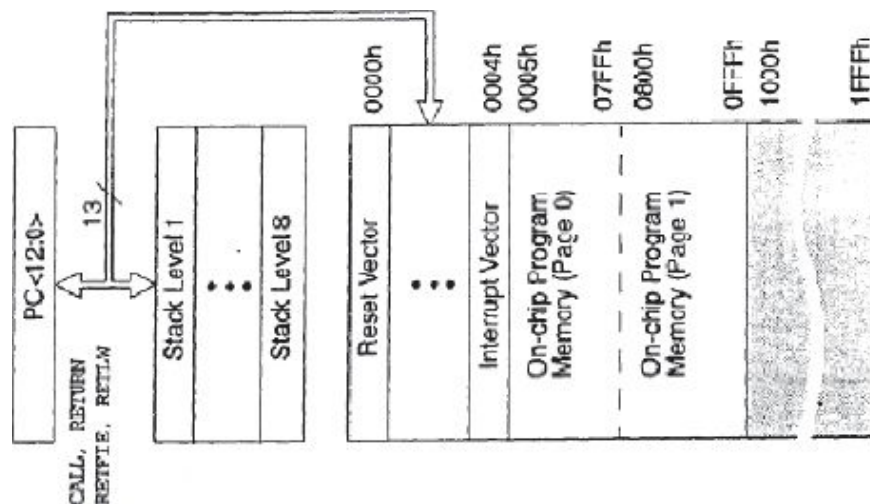 PC<12:0>
CALL, RETURN
RETFIE, RETLW
13
Stack Level 1
Stack Level 8
Reset Vector
0000h
Interrupt Vector
0004h
0005h
On-chip Program
Memory (Page 0)
07FFh
0800h
On-chip Program
Memory (Page 1)
0FFFh
1000h
1FFFh